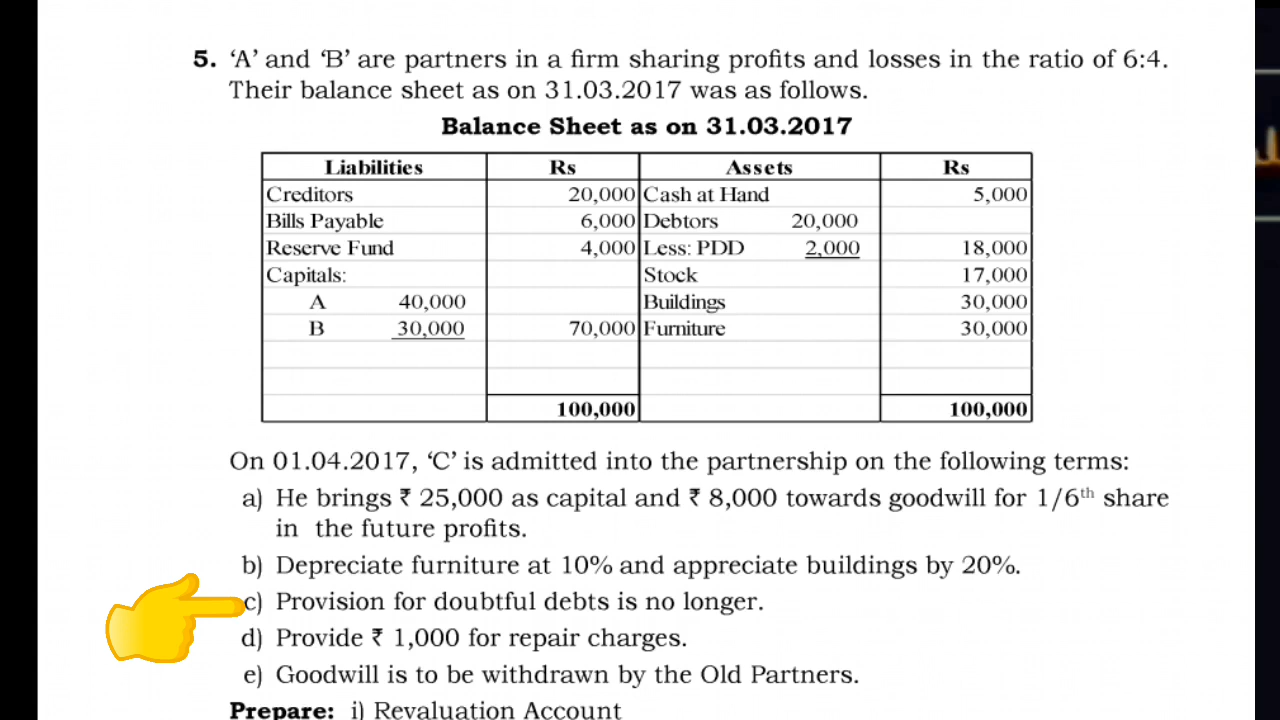 5. ‘A’ and ‘B’ are partners in a firm sharing profits and losses in the ratio of 6:4.
Their balance sheet as on 31.03.2017 was as follows.
Balance Sheet as on 31.03.2017
Liabilities Rs Assets Rs
Creditors 20,000 Cash at Hand 5,000
Bills Payable 6,000 Debtors 20,000
Reserve Fund 4,000 Less: PDD 2,000 18,000
Capitals: Stock 17,000
A 40,000 Buildings 30,000
B 30,000 70,000 Furniture 30,000
100,000 100,000
On 01.04.2017, ‘C’ is admitted into the partnership on the following terms:
a) He brings ₹ 25,000 as capital and ₹ 8,000 towards goodwill for 1/6th share
in the future profits.
b) Depreciate furniture at 10% and appreciate buildings by 20%.
c) Provision for doubtful debts is no longer.
d) Provide ₹ 1,000 for repair charges.
e) Goodwill is to be withdrawn by the Old Partners.
Prepare: i) Revaluation Account